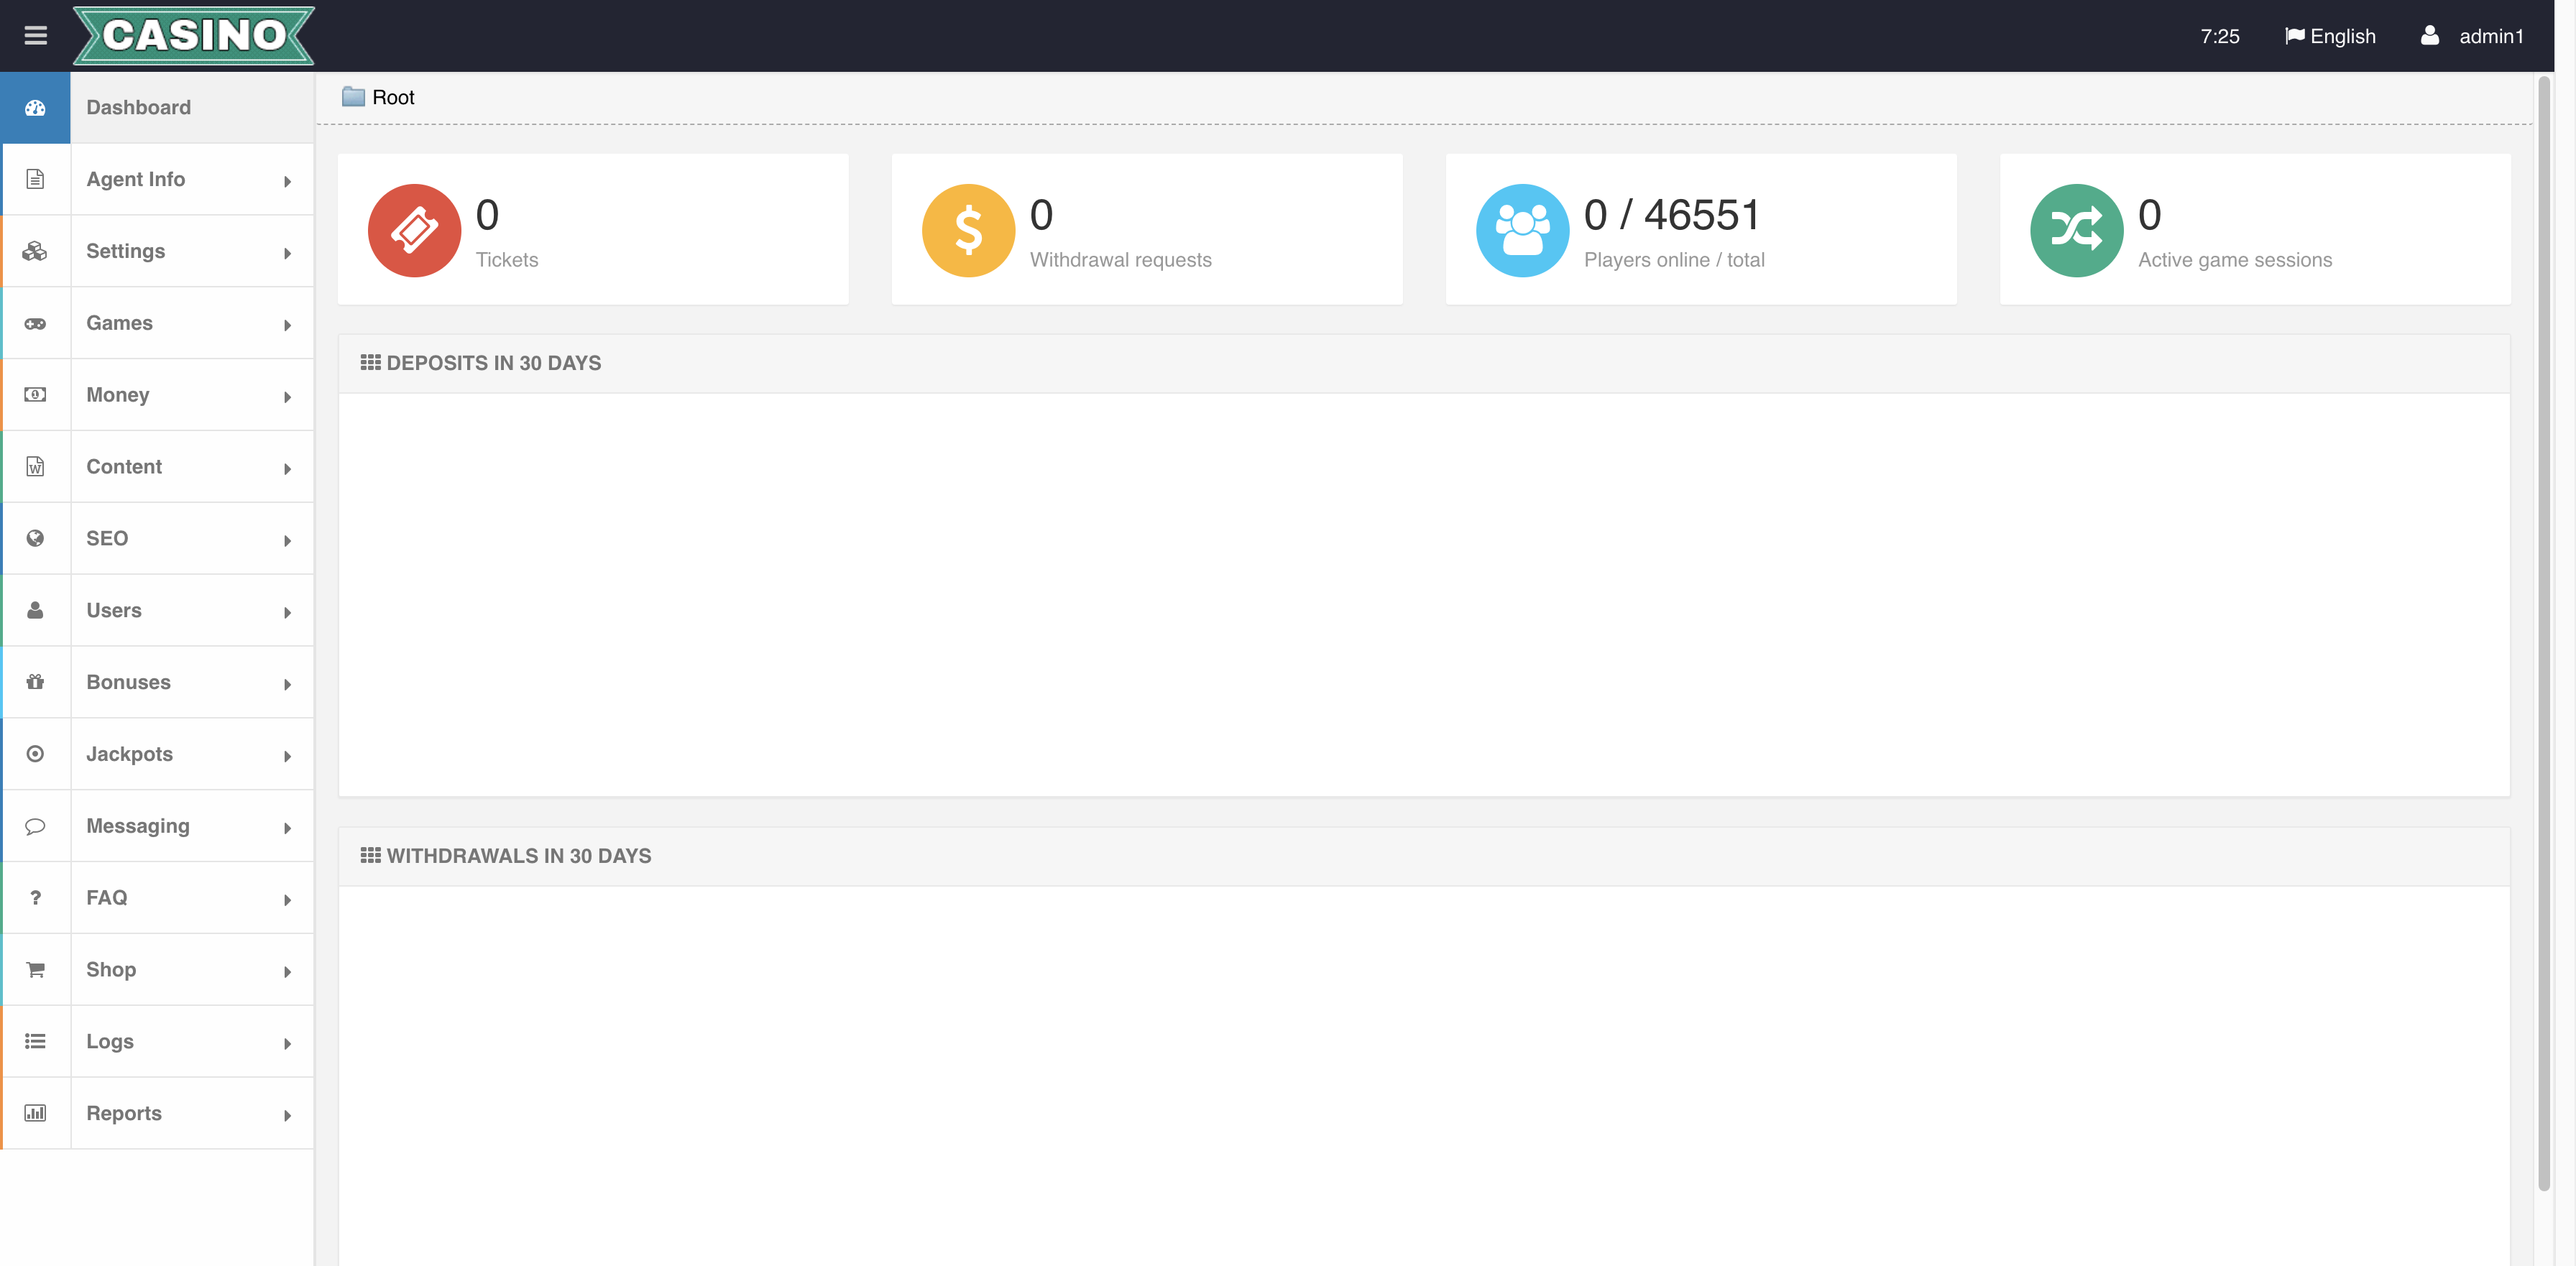 CASINO
7:25
English
admin1
Dashboard
Agent Info
Settings
Games
Money
Content
SEO
Users
Bonuses
Jackpots
Messaging
FAQ
Shop
Logs
Reports
Root
0
Tickets
0
Withdrawal requests
0 / 46551
Players online / total
0
Active game sessions
DEPOSITS IN 30 DAYS
WITHDRAWALS IN 30 DAYS